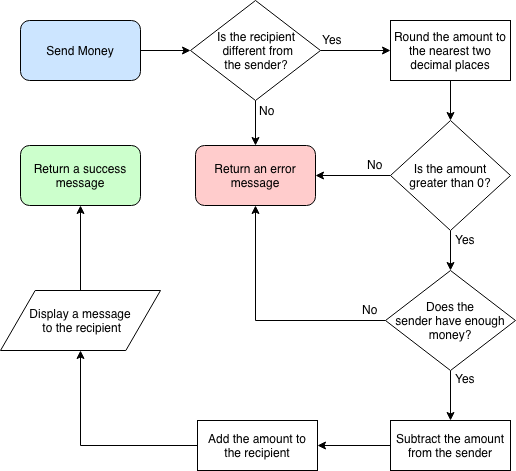 Send Money
Is the recipient
different from
the sender?
Yes
Round the amount to
the nearest two
decimal places
No
Return a success
message
Return an error
message
No
Is the amount
greater than 0?
Yes
Display a message
to the recipient
No
Does the
sender have enough
money?
Yes
Add the amount to
the recipient
Subtract the amount
from the sender